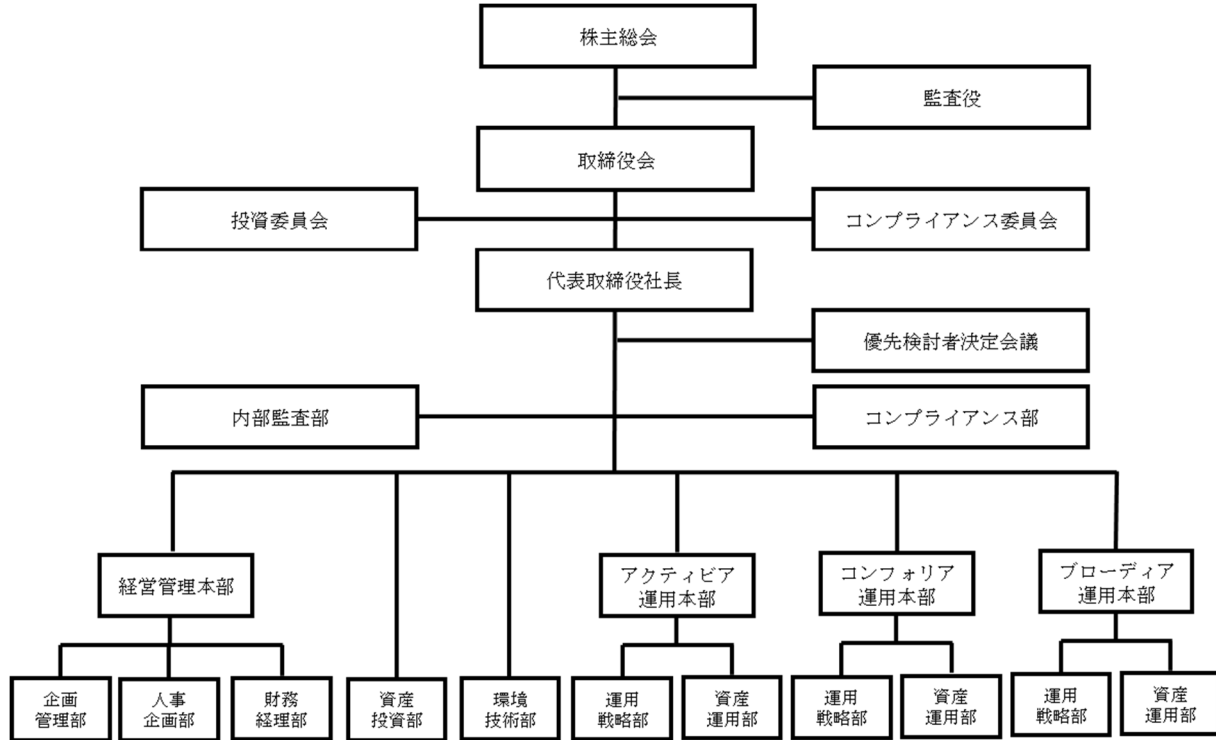 株主総会
監査役
取締役会
投資委員会
コンプライアンス委員会
代表取締役社長
優先検討者決定会議
内部監査部
コンプライアンス部
経営管理本部
アクティビア
運用本部
コンフォリア
運用本部
ブローディア
運用本部
企画
管理部
人事
企画部
財務
経理部
資産
投資部
環境
技術部
運用
戦略部
資産
運用部
運用
戦略部
資産
運用部
運用
戦略部
資産
運用部